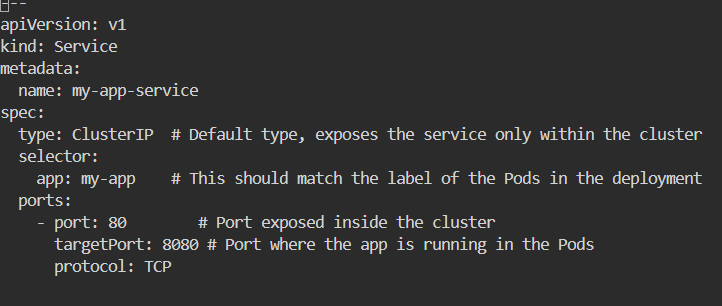 ---
apiVersion: v1
kind: Service
metadata:
  name: my-app-service
spec:
  type: ClusterIP  # Default type, exposes the service only within the cluster
  selector:
    app: my-app    # This should match the label of the Pods in the deployment
  ports:
    - port: 80        # Port exposed inside the cluster
      targetPort: 8080 # Port where the app is running in the Pods
      protocol: TCP